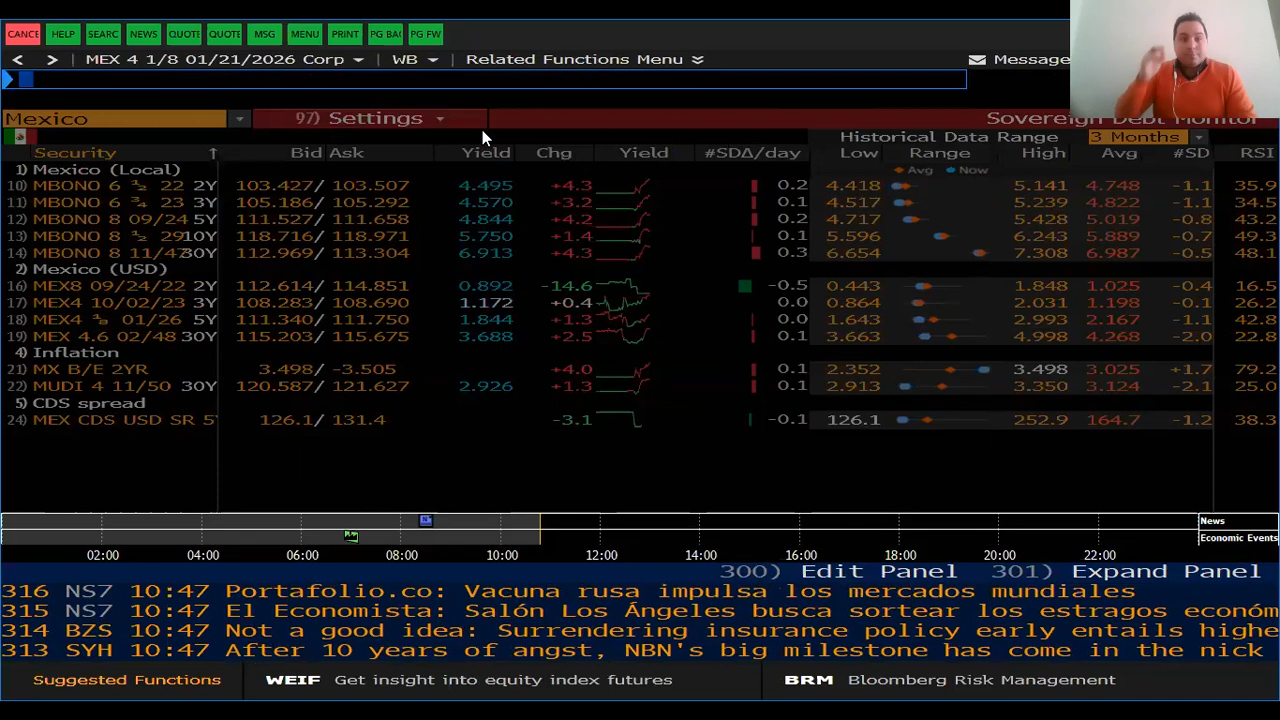 CANCE HELP SEARC NEWS QUOTE QUOTE MSG MENU PRINT PG BAC PG FW
< > MEX 4 1/8 01/21/2026 Corp WB Related Functions Menu Message
Mexico 97) Settings Sovereign Debt Monitor
Historical Data Range 3 Months
Security ↑ Bid Ask Yield Chg Yield #SDΔ/day Low Range High Avg #SD RSI
1) Mexico (Local) Avg Now
10) MBONO 6 ½ 22 2Y 103.427/ 103.507 4.495 +4.3 0.2 4.418 5.141 4.748 -1.1 35.9
11) MBONO 6 ¾ 23 3Y 105.186/ 105.292 4.570 +3.2 0.1 4.517 5.239 4.822 -1.1 34.5
12) MBONO 8 09/24 5Y 111.527/ 111.658 4.844 +4.2 0.2 4.717 5.428 5.019 -0.8 43.2
13) MBONO 8 ½ 29 10Y 118.716/ 118.971 5.750 +1.4 0.1 5.596 6.243 5.889 -0.7 49.3
14) MBONO 8 11/47 30Y 112.969/ 113.304 6.913 +4.3 0.3 6.654 7.308 6.987 -0.5 48.1
2) Mexico (USD)
16) MEX8 09/24/22 2Y 112.614/ 114.851 0.892 -14.6 -0.5 0.443 1.848 1.025 -0.4 16.5
17) MEX4 10/02/23 3Y 108.283/ 108.690 1.172 +0.4 0.0 0.864 2.031 1.198 -0.1 26.2
18) MEX4 ⅛ 01/26 5Y 111.340/ 111.750 1.844 +1.3 0.0 1.643 2.993 2.167 -1.1 42.8
19) MEX 4.6 02/48 30Y 115.203/ 115.675 3.688 +2.5 0.1 3.663 4.998 4.268 -2.0 22.8
4) Inflation
21) MX B/E 2YR 3.498/ -3.505 +4.0 0.1 2.352 3.498 3.025 +1.7 79.2
22) MUDI 4 11/50 30Y 120.587/ 121.627 2.926 +1.3 0.1 2.913 3.350 3.124 -2.1 25.0
5) CDS spread
24) MEX CDS USD SR 5Y 126.1/ 131.4 -3.1 -0.1 126.1 252.9 164.7 -1.2 38.3
News
Economic Events
02:00 04:00 06:00 08:00 10:00 12:00 14:00 16:00 18:00 20:00 22:00
300) Edit Panel 301) Expand Panel
316 NS7 10:47 Portafolio.co: Vacuna rusa impulsa los mercados mundiales
315 NS7 10:47 El Economista: Salón Los Ángeles busca sortear los estragos económ
314 BZS 10:47 Not a good idea: Surrendering insurance policy early entails highe
313 SYH 10:47 After 10 years of angst, NBN's big milestone has come in the nick
Suggested Functions WEIF Get insight into equity index futures BRM Bloomberg Risk Management